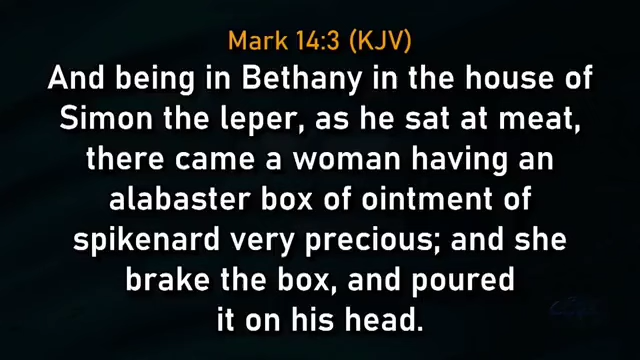 Mark 14:3 (KJV)
And being in Bethany in the house of
Simon the leper, as he sat at meat,
there came a woman having an
alabaster box of ointment of
spikenard very precious; and she
brake the box, and poured
it on his head.